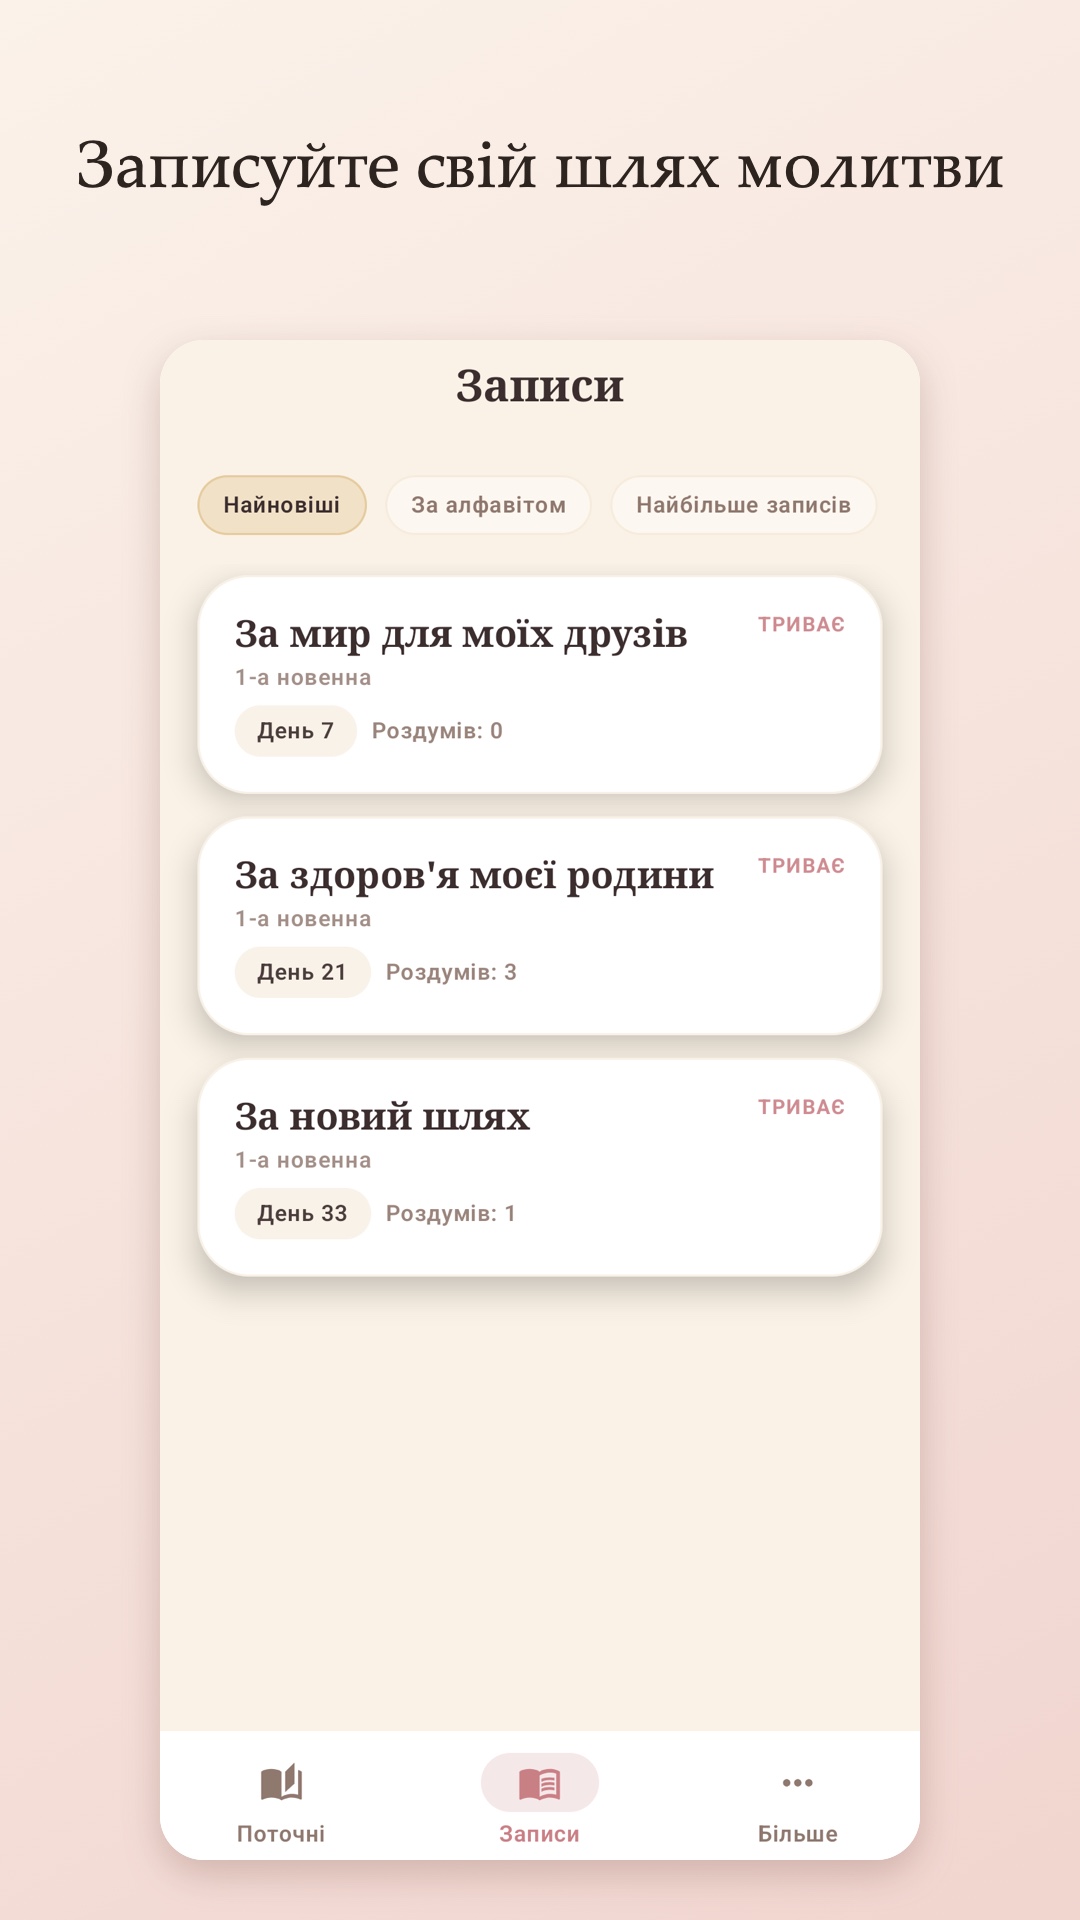 Записуйте свій шлях молитви
Записи
Найновіші
За алфавітом
Найбільше записів
За мир для моїх друзів
ТРИВАЄ
1-а новенна
День 7
Роздумів: 0
За здоров'я моєї родини
ТРИВАЄ
1-а новенна
День 21
Роздумів: 3
За новий шлях
ТРИВАЄ
1-а новенна
День 33
Роздумів: 1
Поточні
Записи
Більше